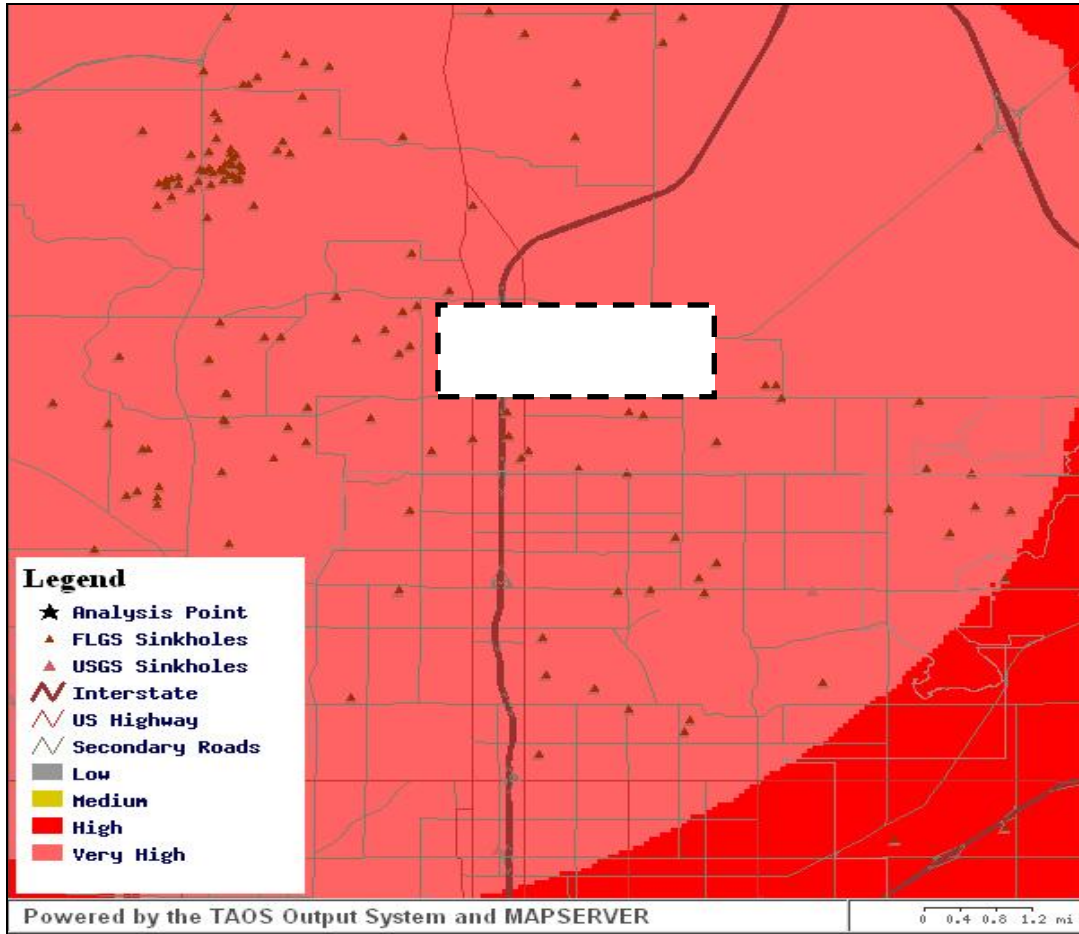 Legend
Analysis Point
FLGS Sinkholes
USGS Sinkholes
Interstate
US Highway
Secondary Roads
Low
Medium
High
Very High
Powered by the TAOS Output System and MAPSERVER
0 0.4 0.8 1.2 mi